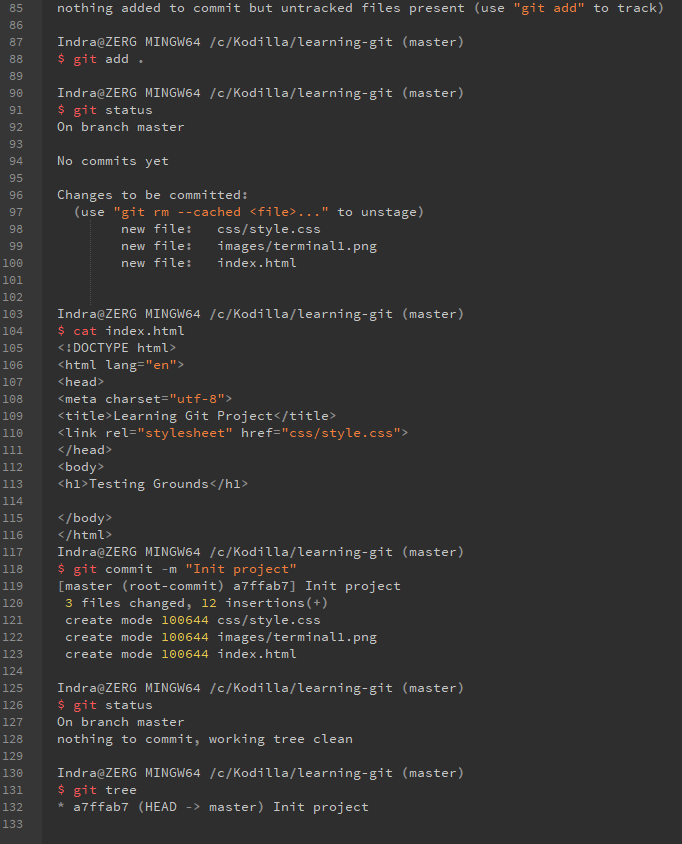 85 nothing added to commit but untracked files present (use "git add" to track)
86
87 Indra@ZERG MINGW64 /c/Kodilla/learning-git (master)
88 $ git add .
89
90 Indra@ZERG MINGW64 /c/Kodilla/learning-git (master)
91 $ git status
92 On branch master
93
94 No commits yet
95
96 Changes to be committed:
97   (use "git rm --cached <file>..." to unstage)
98         new file:   css/style.css
99         new file:   images/terminal1.png
100         new file:   index.html
101
102
103 Indra@ZERG MINGW64 /c/Kodilla/learning-git (master)
104 $ cat index.html
105 <!DOCTYPE html>
106 <html lang="en">
107 <head>
108 <meta charset="utf-8">
109 <title>Learning Git Project</title>
110 <link rel="stylesheet" href="css/style.css">
111 </head>
112 <body>
113 <h1>Testing Grounds</h1>
114
115 </body>
116 </html>
117 Indra@ZERG MINGW64 /c/Kodilla/learning-git (master)
118 $ git commit -m "Init project"
119 [master (root-commit) a7ffab7] Init project
120  3 files changed, 12 insertions(+)
121  create mode 100644 css/style.css
122  create mode 100644 images/terminal1.png
123  create mode 100644 index.html
124
125 Indra@ZERG MINGW64 /c/Kodilla/learning-git (master)
126 $ git status
127 On branch master
128 nothing to commit, working tree clean
129
130 Indra@ZERG MINGW64 /c/Kodilla/learning-git (master)
131 $ git tree
132 * a7ffab7 (HEAD -> master) Init project
133